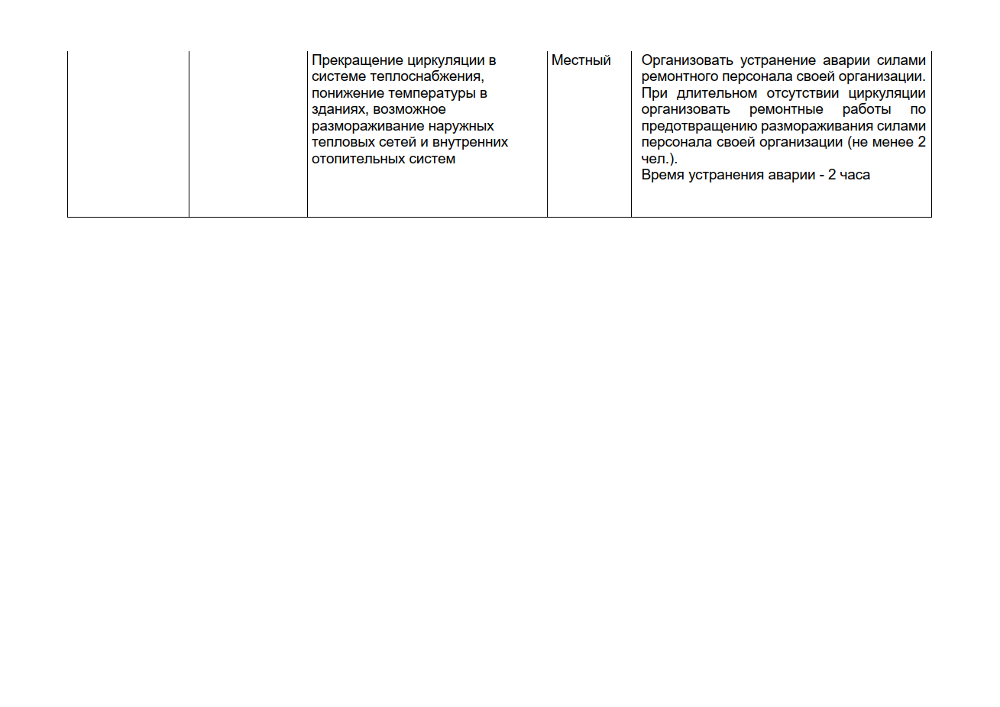 Прекращение циркуляции в
системе теплоснабжения,
понижение температуры в
зданиях, возможное
размораживание наружных
тепловых сетей и внутренних
отопительных систем
Местный
Организовать устранение аварии силами
ремонтного персонала своей организации.
При длительном отсутствии циркуляции
организовать ремонтные работы по
предотвращению размораживания силами
персонала своей организации (не менее 2
чел.).
Время устранения аварии - 2 часа